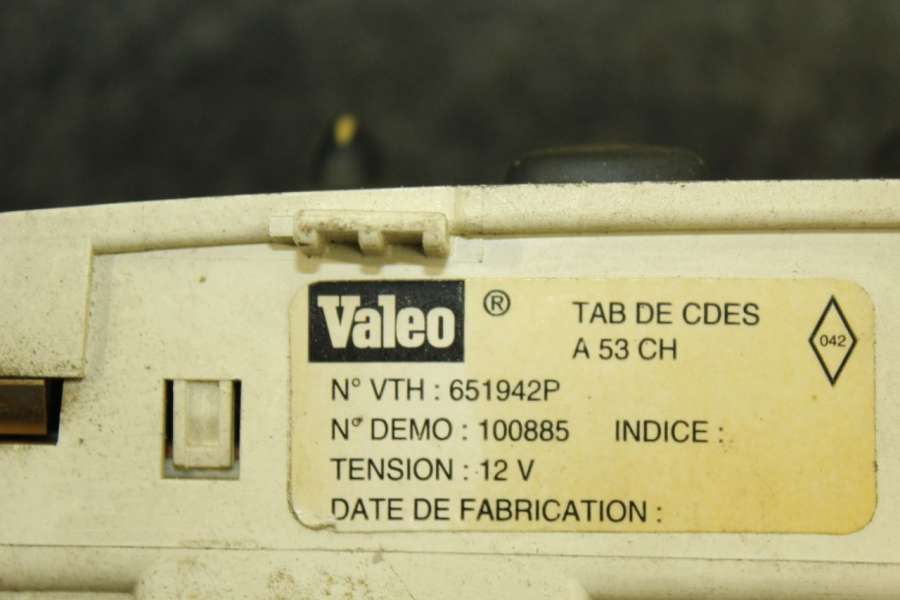 Valeo ® TAB DE CDES
A 53 CH
042
N° VTH : 651942P
N° DEMO : 100885 INDICE :
TENSION : 12 V
DATE DE FABRICATION :